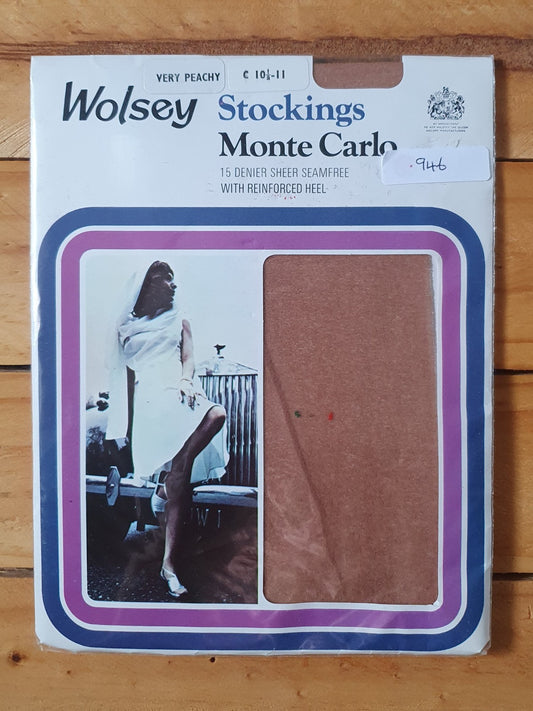 VERY PEACHY
C 10½-11
Wolsey Stockings
Monte Carlo
.946
15 DENIER SHEER SEAMFREE
WITH REINFORCED HEEL